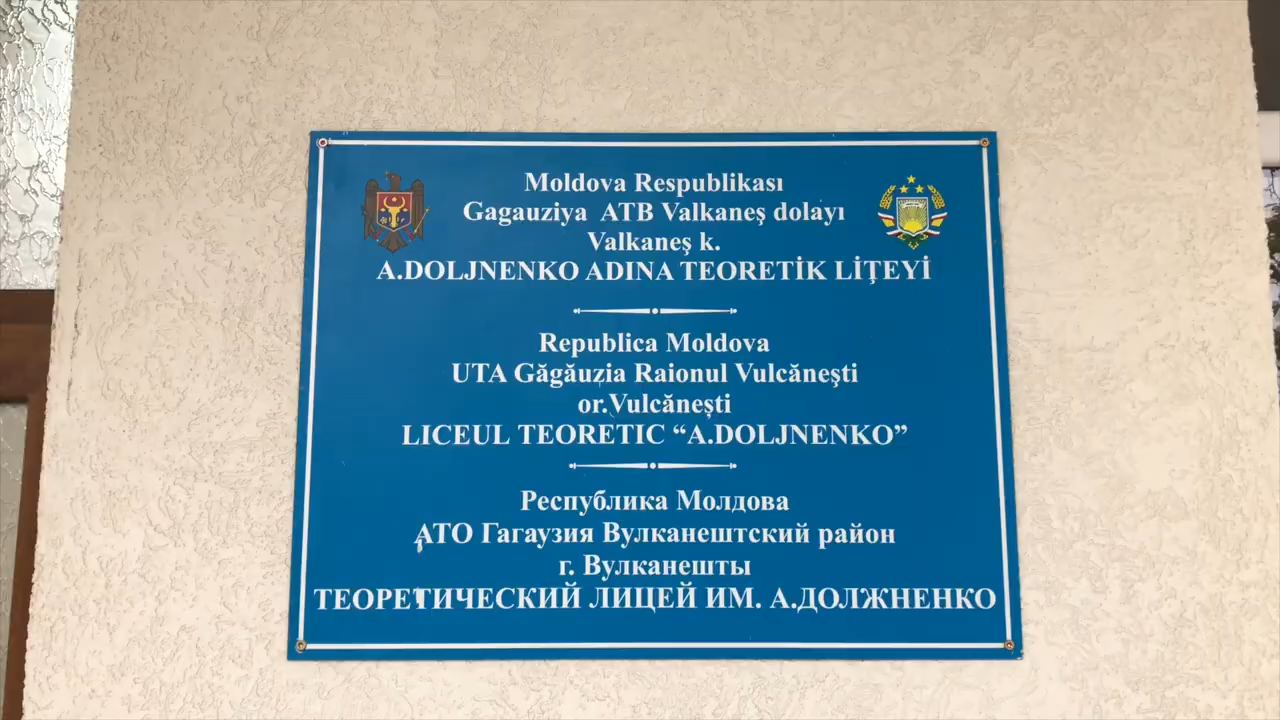 Moldova Respublikası
Gagauziya ATB Valkaneş dolayı
Valkaneş k.
A.DOLJNENKO ADINA TEORETİK LİŢEYİ
Republica Moldova
UTA Găgăuzia Raionul Vulcăneşti
or.Vulcănești
LICEUL TEORETIC “A.DOLJNENKO”
Республика Молдова
АТО Гагаузия Вулканештский район
г. Вулканешты
ТЕОРЕТИЧЕСКИЙ ЛИЦЕЙ ИМ. А.ДОЛЖНЕНКО